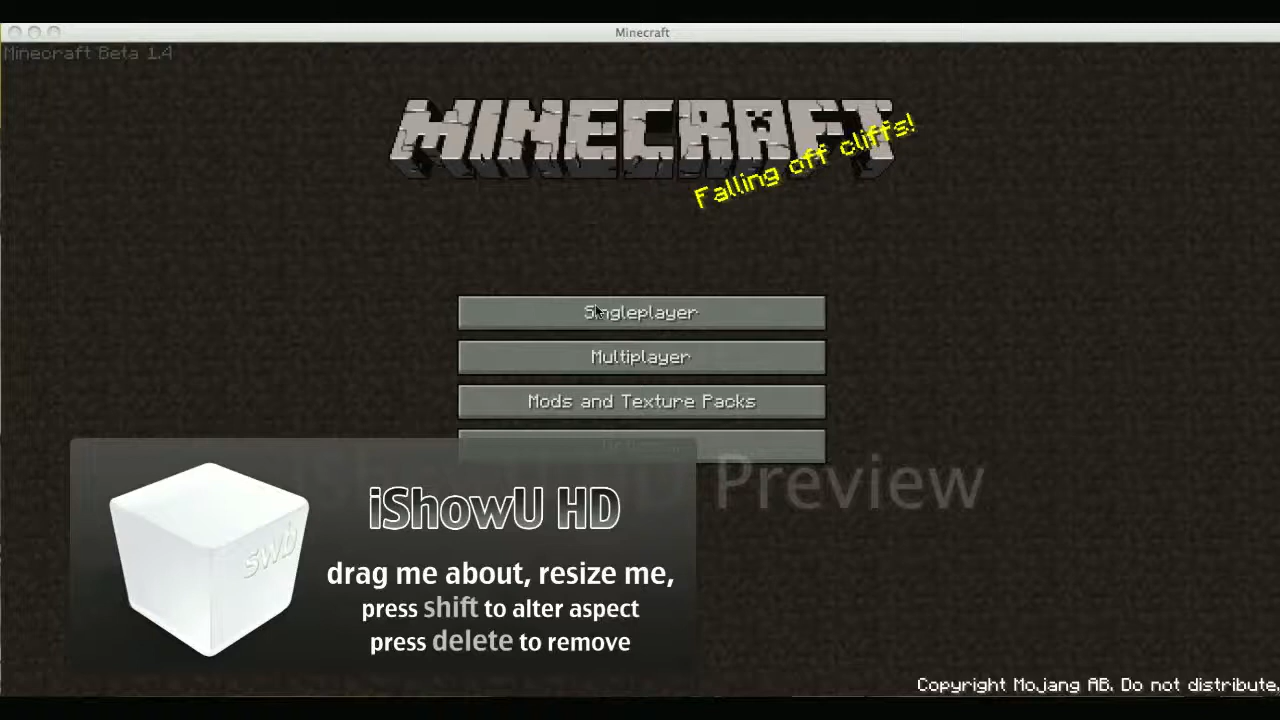 Minecraft
Minecraft Beta 1.4
MINECRAFT
Falling off cliffs!
Singleplayer
Multiplayer
Mods and Texture Packs
Preview
iShowU HD
SWD
drag me about, resize me,
press shift to alter aspect
press delete to remove
Copyright Mojang AB. Do not distribute.